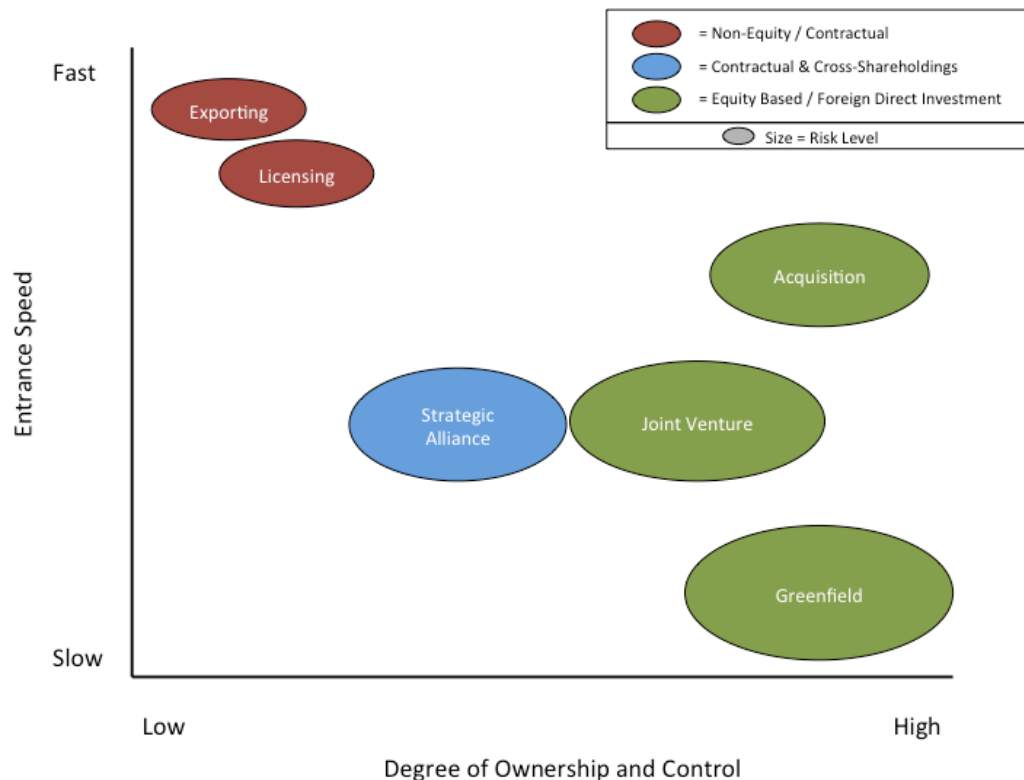 = Non-Equity / Contractual
= Contractual & Cross-Shareholdings
= Equity Based / Foreign Direct Investment
Size = Risk Level
Fast
Exporting
Licensing
Acquisition
Entrance Speed
Strategic
Alliance
Joint Venture
Greenfield
Slow
Low
High
Degree of Ownership and Control